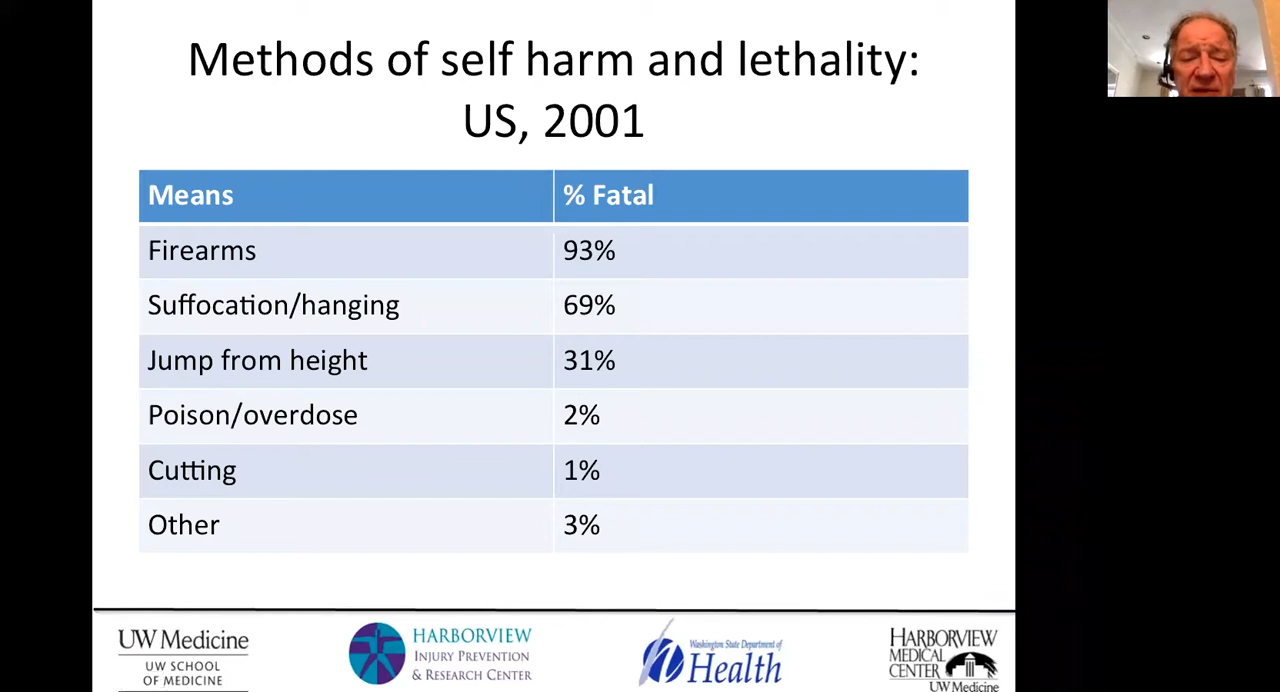 Methods of self harm and lethality:
US, 2001
Means % Fatal
Firearms 93%
Suffocation/hanging 69%
Jump from height 31%
Poison/overdose 2%
Cutting 1%
Other 3%
UW Medicine
UW SCHOOL
OF MEDICINE
HARBORVIEW
INJURY PREVENTION
& RESEARCH CENTER
Washington State Department of
Health
HARBORVIEW
MEDICAL
CENTER
UW Medicine